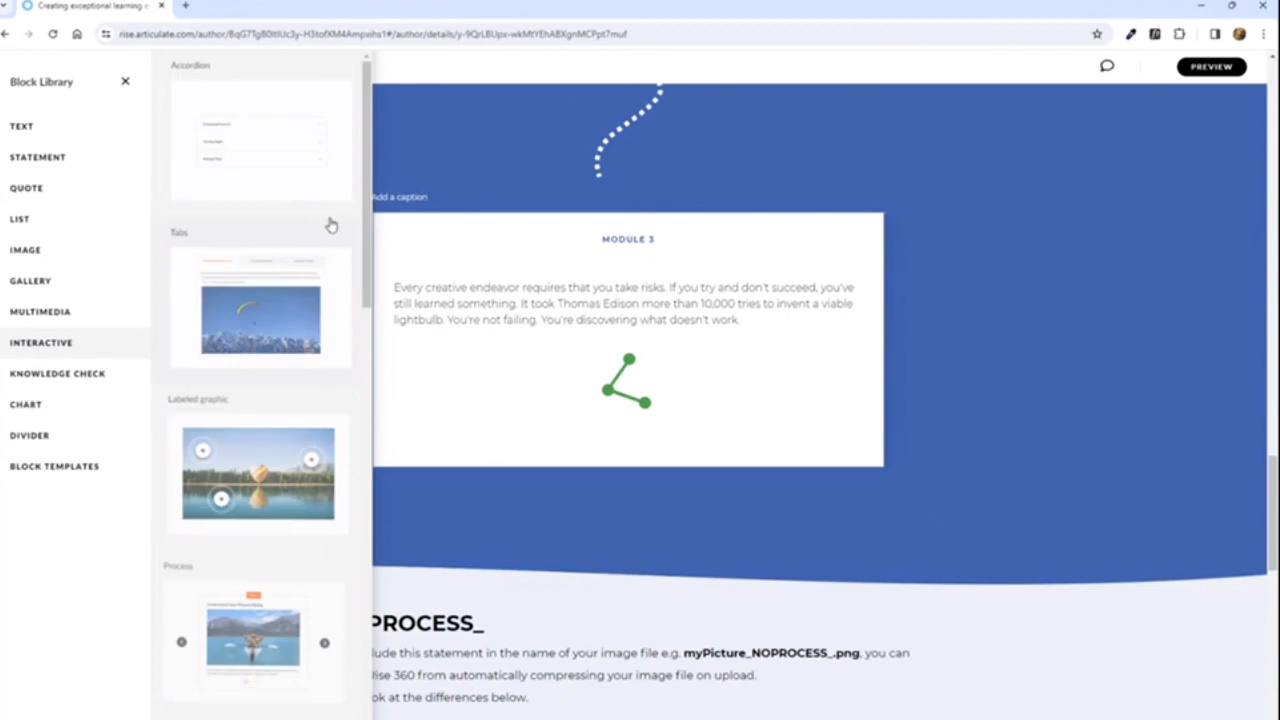 Creating exceptional learning e
rise.articulate.com/author/BqG7Tg80ItlUc3y-H3tofXM4Ampvihs1#/author/details/y-9QrLBUpx-wkMtYEhABXgnMCPpt7muf
Block Library
PREVIEW
TEXT
STATEMENT
QUOTE
LIST
IMAGE
GALLERY
MULTIMEDIA
INTERACTIVE
KNOWLEDGE CHECK
CHART
DIVIDER
BLOCK TEMPLATES
Accordion
Tabs
Labeled graphic
Process
Add a caption
MODULE 3
Every creative endeavor requires that you take risks. If you try and don't succeed, you've
still learned something. It took Thomas Edison more than 10,000 tries to invent a viable
lightbulb. You're not failing. You're discovering what doesn't work.
PROCESS_
lude this statement in the name of your image file e.g. myPicture_NOPROCESS_.png, you can
lise 360 from automatically compressing your image file on upload.
ok at the differences below.